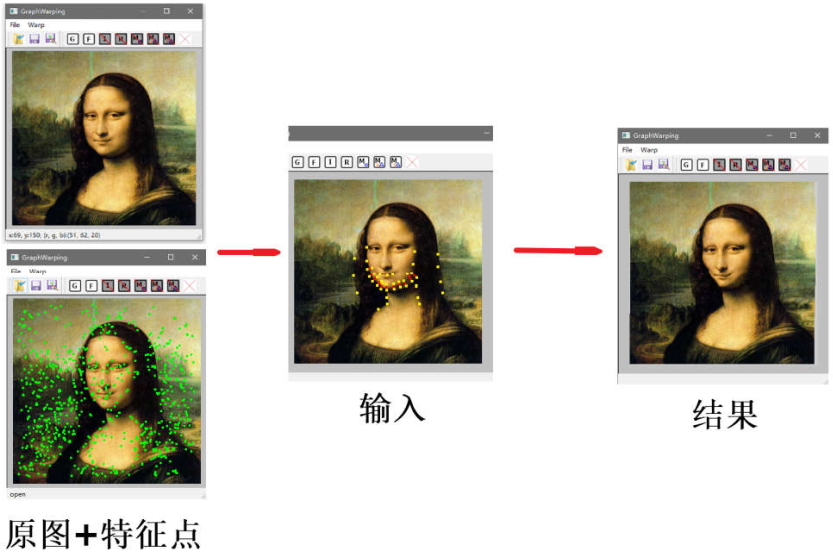 GraphWarping
File Warp
G F I R M M M
x:69, y:150; (r, g, b):(51, 62, 20)
GraphWarping
File Warp
G F I R M M M
open
原图+特征点
G F I R M M M
输入
GraphWarping
File Warp
G F I R M M M
结果